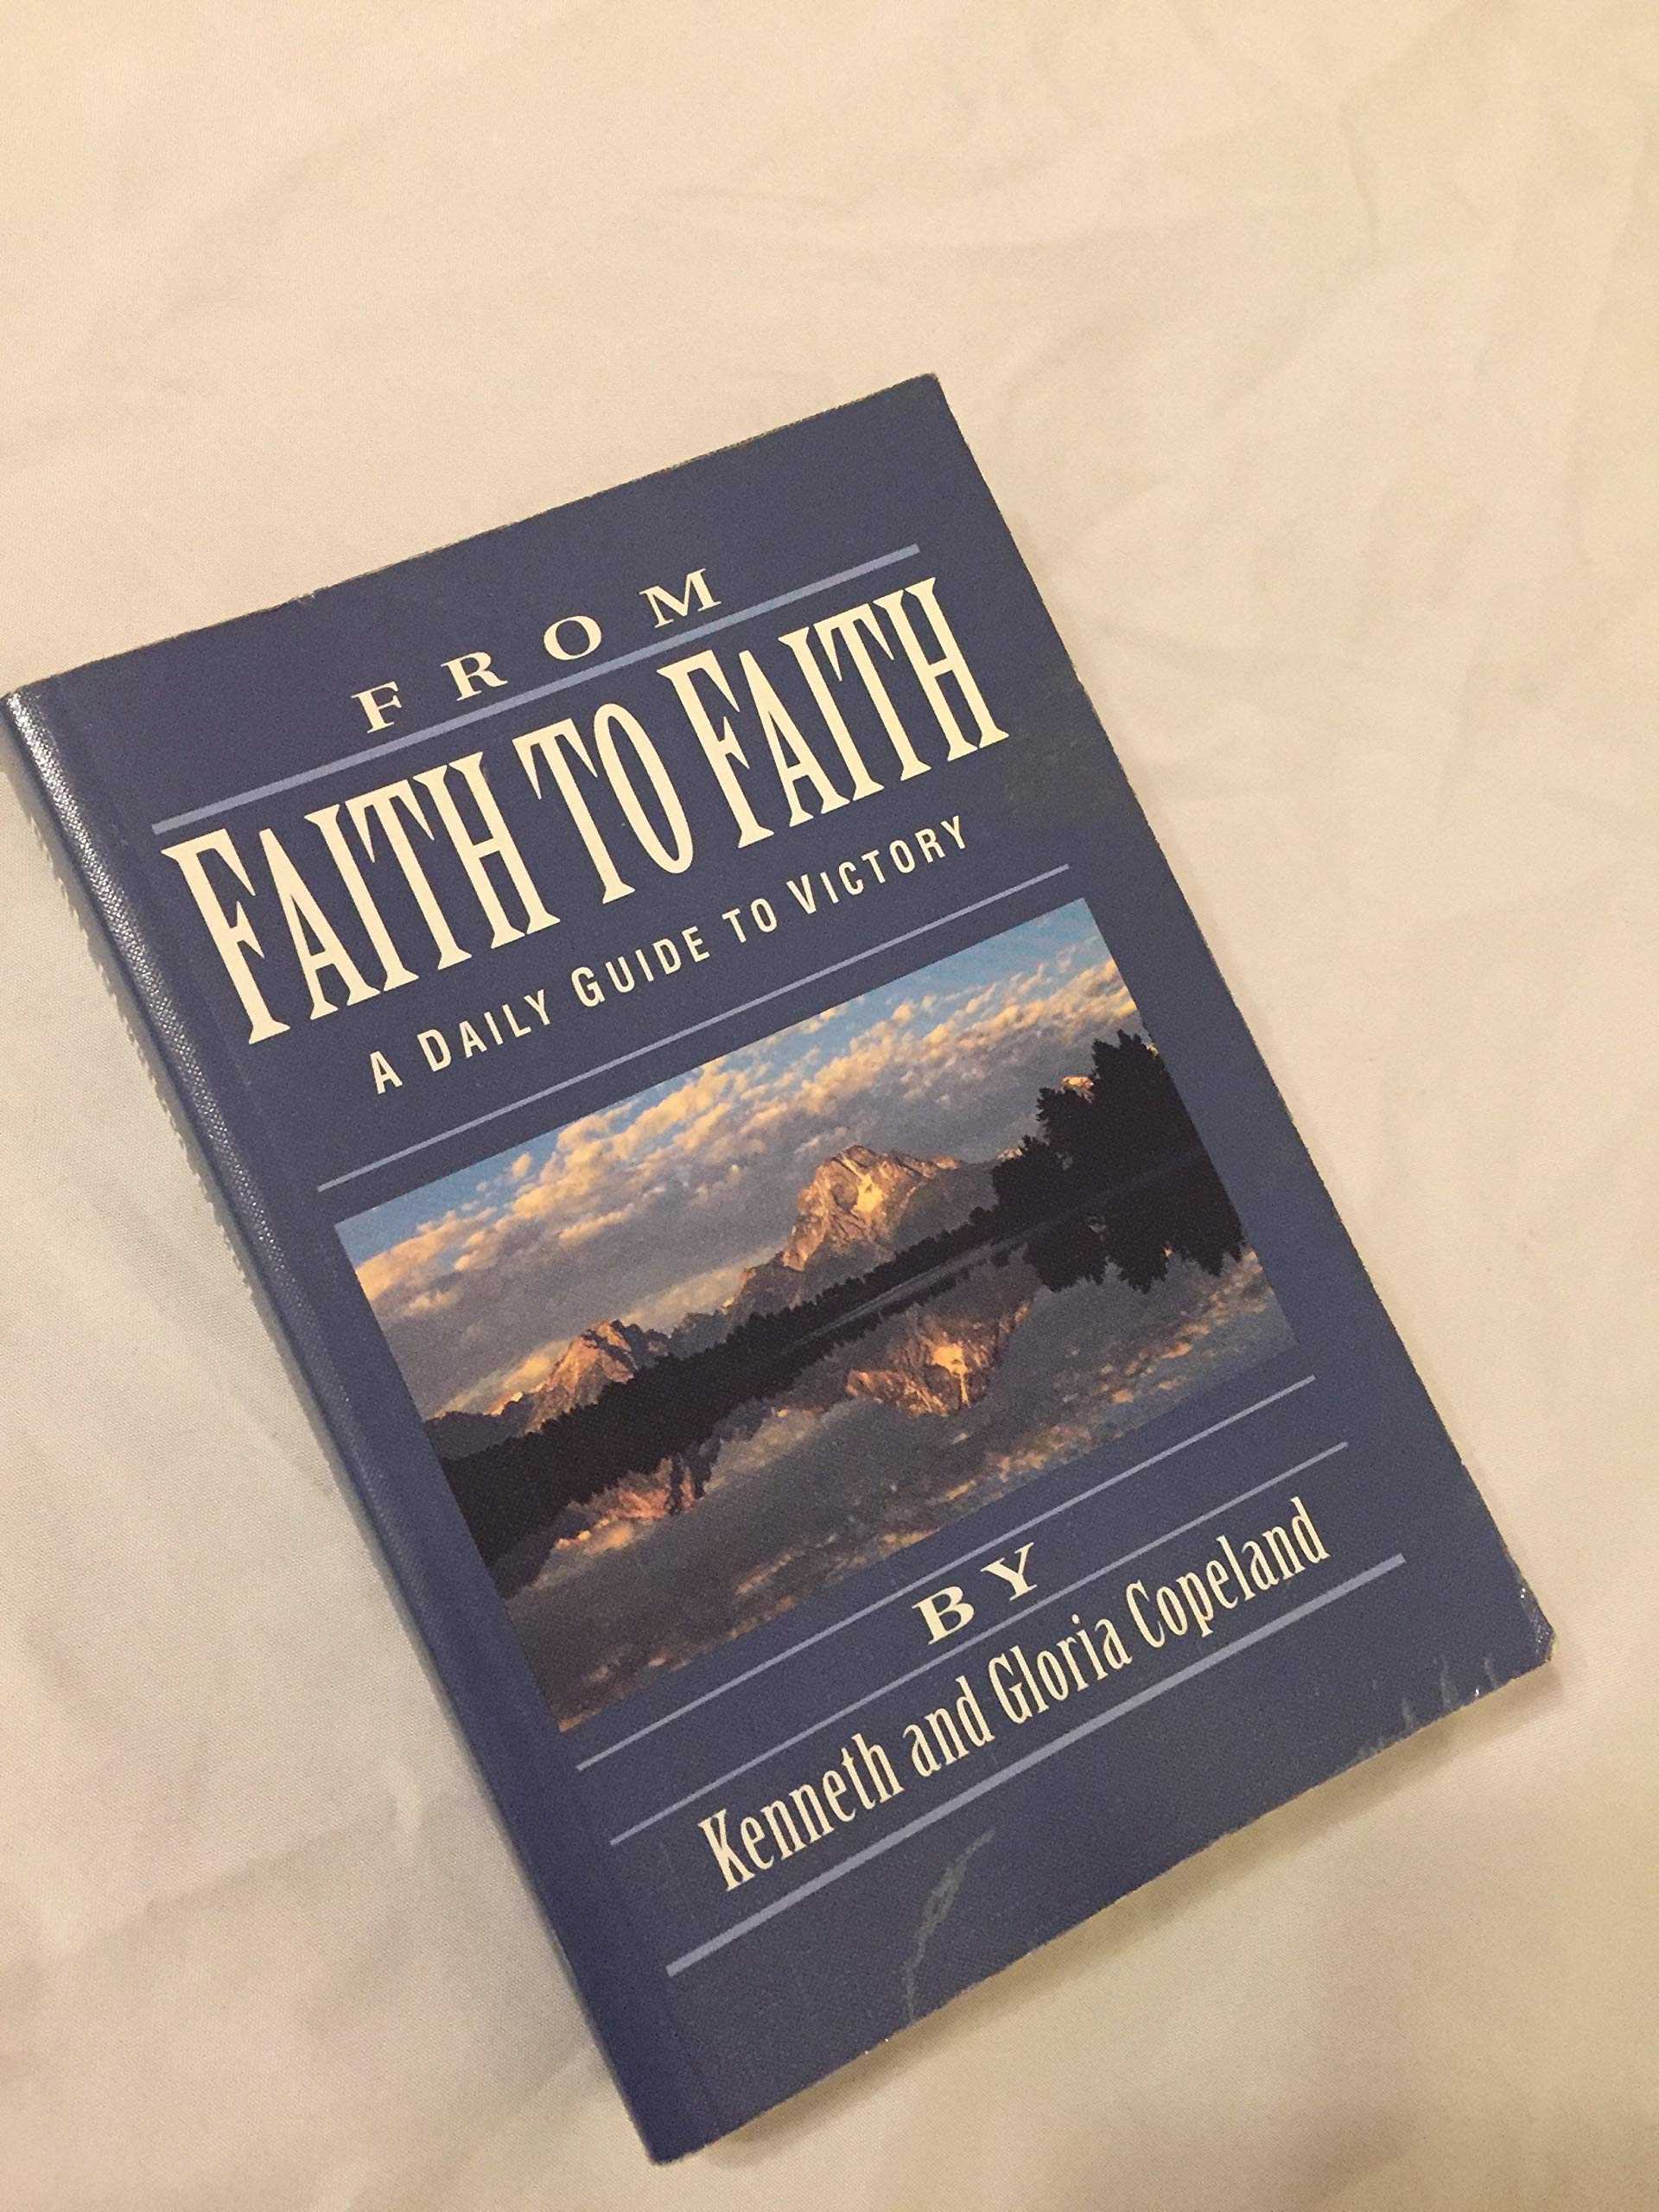 FROM
FAITH TO FAITH
A DAILY GUIDE TO VICTORY
BY
Kenneth and Gloria Copeland